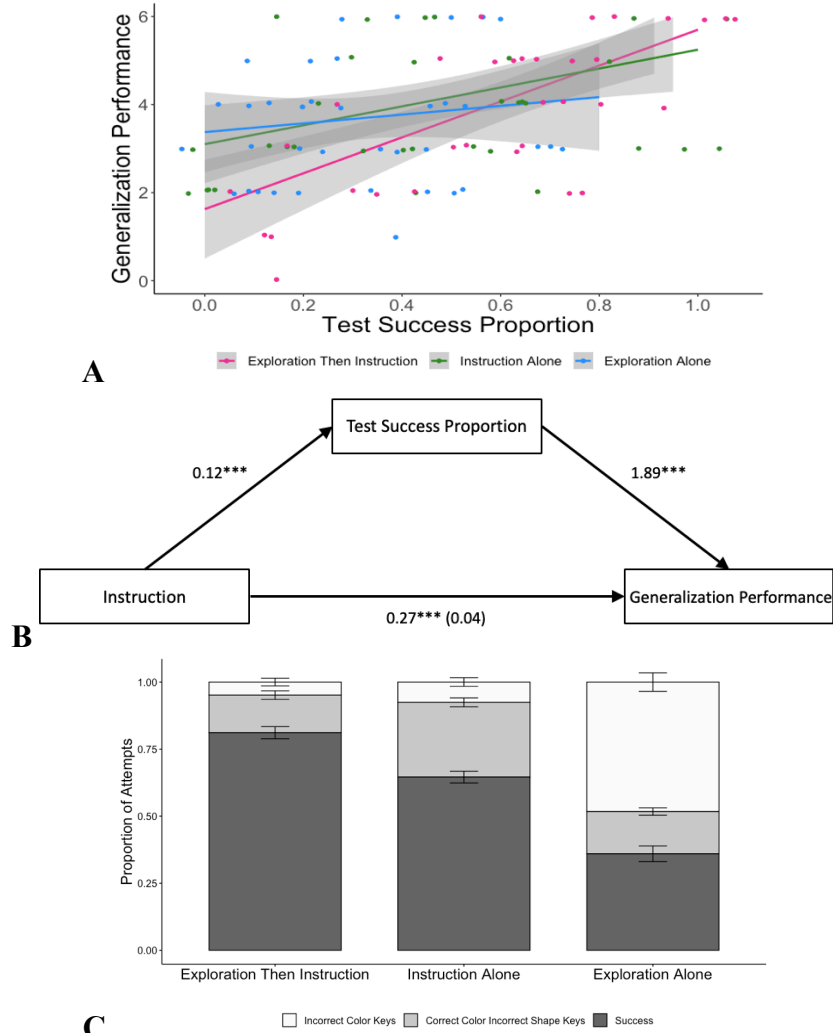 6
4
2
0
Generalization Performance
0.0 0.2 0.4 0.6 0.8 1.0
Test Success Proportion
Exploration Then Instruction Instruction Alone Exploration Alone
A
Test Success Proportion
0.12*** 1.89***
Instruction Generalization Performance
0.27*** (0.04)
B
1.00
0.75
0.50
0.25
0.00
Proportion of Attempts
Exploration Then Instruction Instruction Alone Exploration Alone
Incorrect Color Keys Correct Color Incorrect Shape Keys Success
C